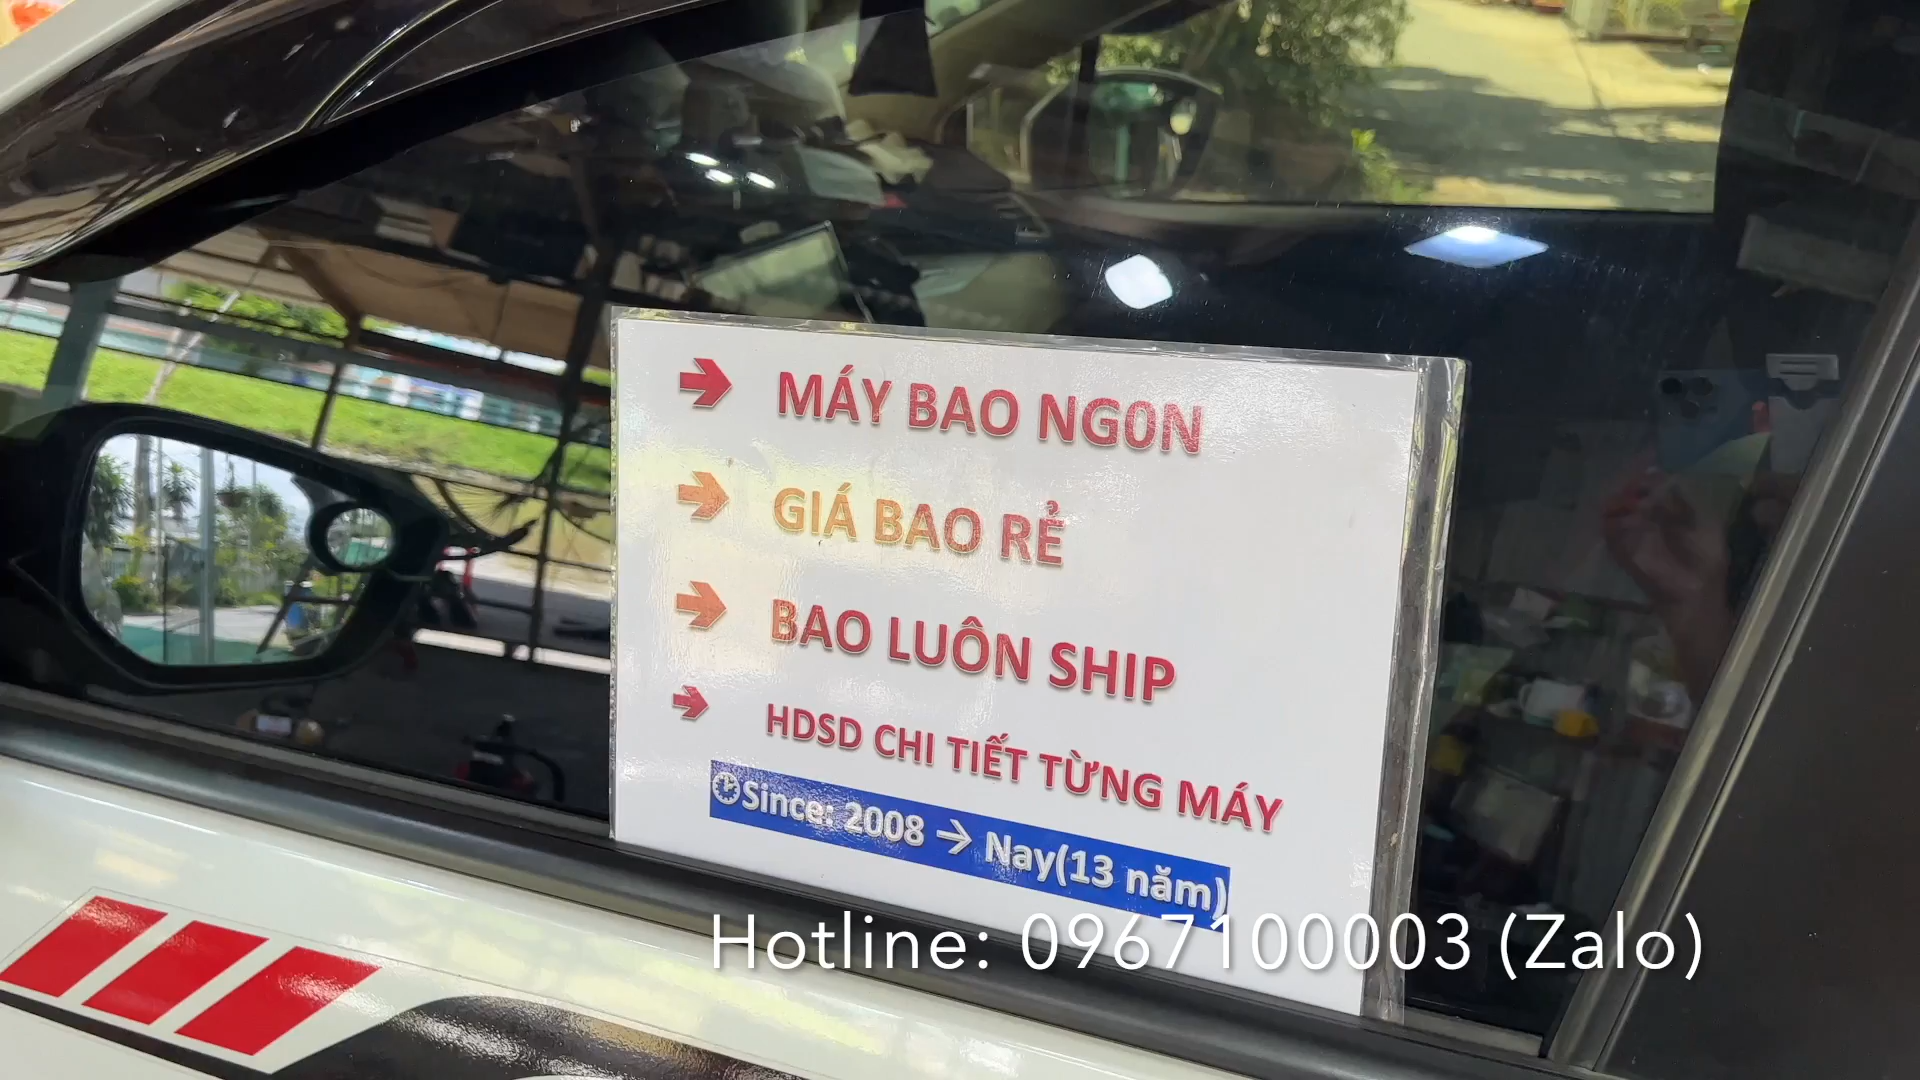 MÁY BAO NG0N
GIÁ BAO RẺ
BAO LUÔN SHIP
HDSD CHI TIẾT TỪNG MÁY
Since: 2008 → Nay(13 năm)
Hotline: 0967100003 (Zalo)